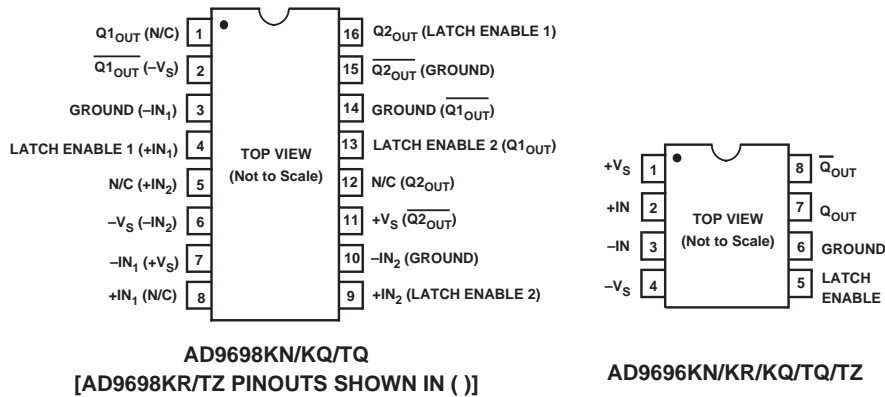 Q1OUT (N/C) 1
Q1OUT (–VS) 2
GROUND (–IN1) 3
LATCH ENABLE 1 (+IN1) 4
N/C (+IN2) 5
–VS (–IN2) 6
–IN1 (+VS) 7
+IN1 (N/C) 8
TOP VIEW
(Not to Scale)
16 Q2OUT (LATCH ENABLE 1)
15 Q2OUT (GROUND)
14 GROUND (Q1OUT)
13 LATCH ENABLE 2 (Q1OUT)
12 N/C (Q2OUT)
11 +VS (Q2OUT)
10 –IN2 (GROUND)
9 +IN2 (LATCH ENABLE 2)
AD9698KN/KQ/TQ
[AD9698KR/TZ PINOUTS SHOWN IN ( )]
+VS 1
+IN 2
–IN 3
–VS 4
TOP VIEW
(Not to Scale)
8 QOUT
7 QOUT
6 GROUND
5 LATCH
ENABLE
AD9696KN/KR/KQ/TQ/TZ